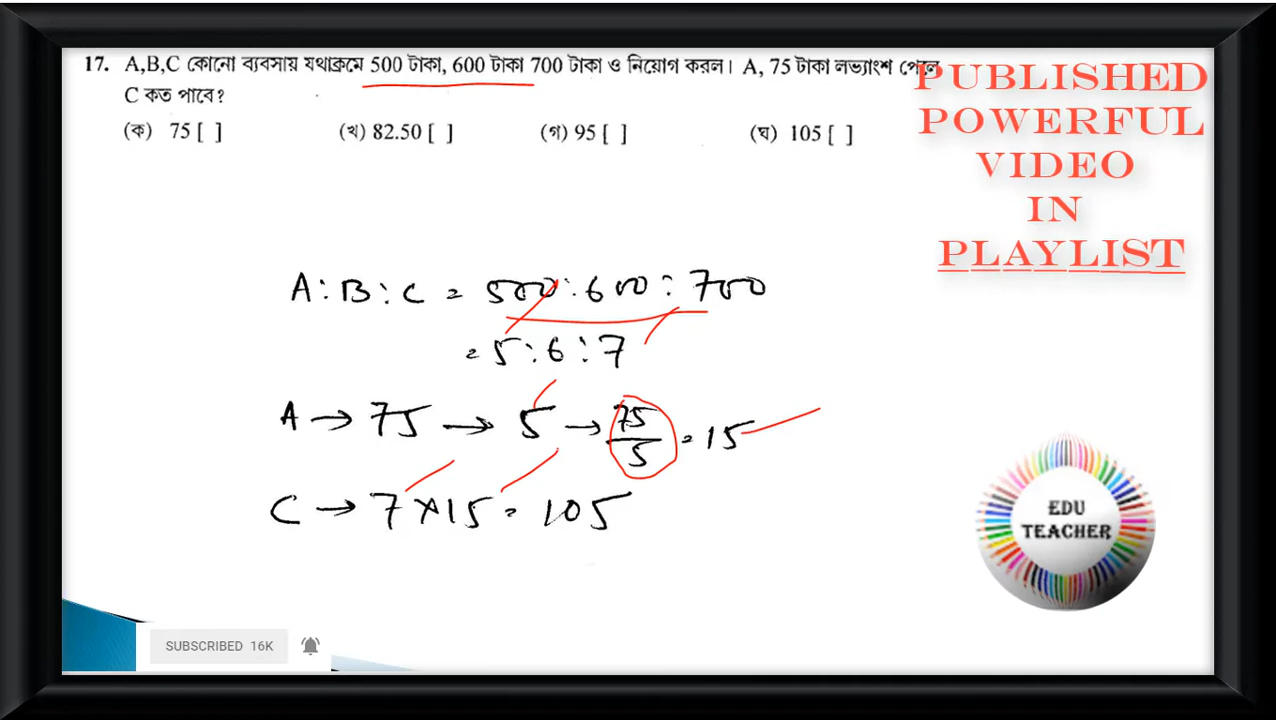 17. A,B,C কোনো ব্যবসায় যথাক্রমে 500 টাকা, 600 টাকা 700 টাকা ও নিয়োগ করল। A, 75 টাকা লভ্যাংশ পেলে
C কত পাবে?
(ক) 75 [ ] (খ) 82.50 [ ] (গ) 95 [ ] (ঘ) 105 [ ]
PUBLISHED
POWERFUL
VIDEO
IN
PLAYLIST
A : B : C = 500 : 600 : 700
= 5 : 6 : 7
A → 75 → 5 → 75/5 = 15
C → 7 × 15 = 105
EDU
TEACHER
SUBSCRIBED 16K